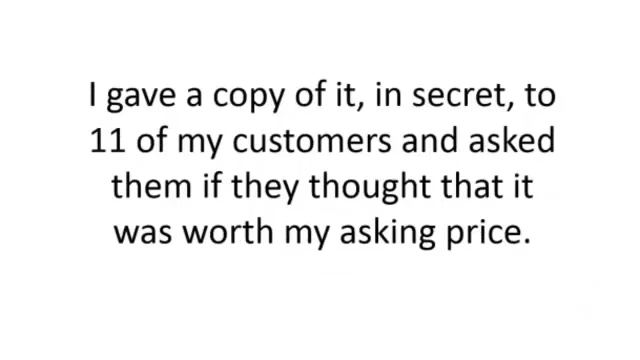 I gave a copy of it, in secret, to
11 of my customers and asked
them if they thought that it
was worth my asking price.